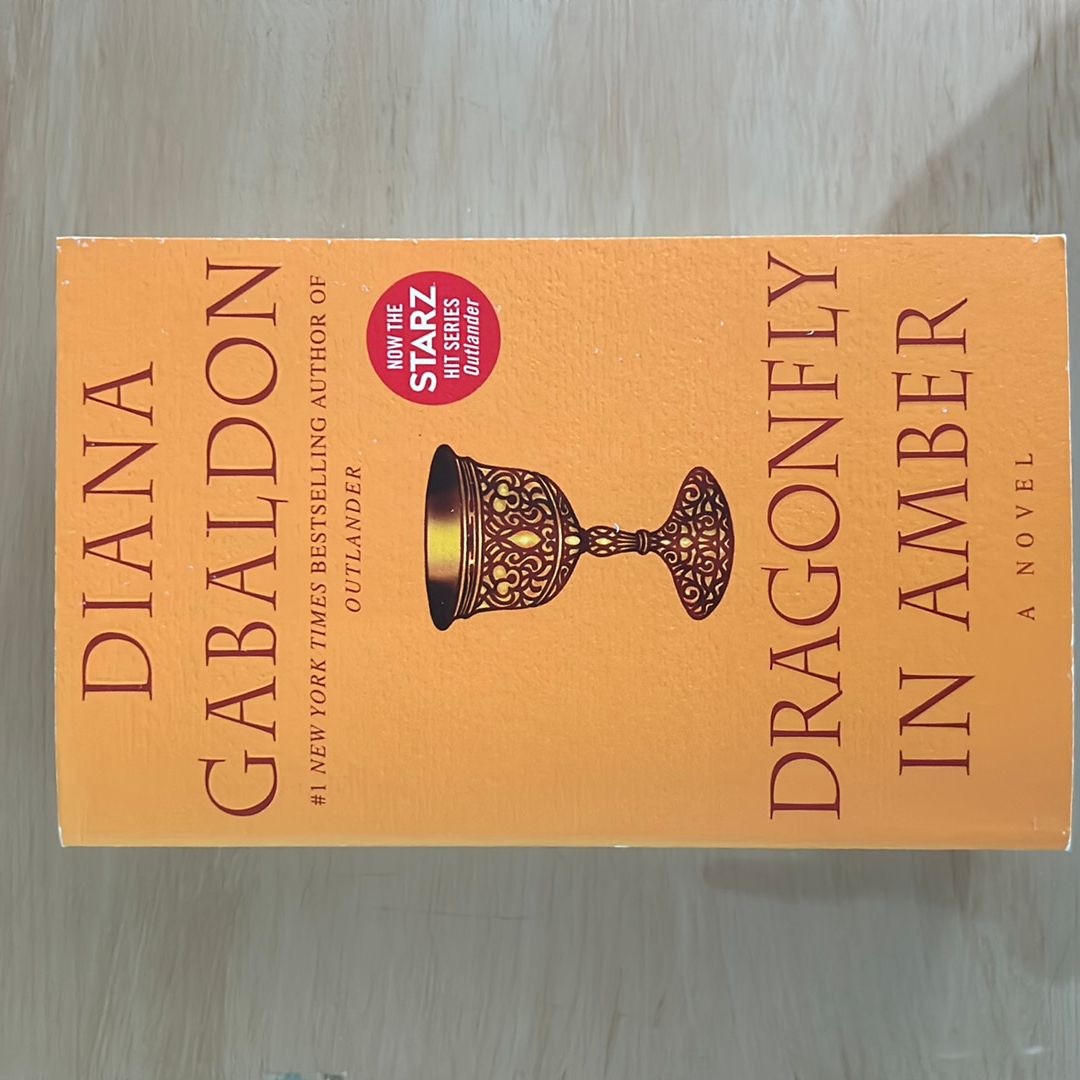 DIANA
GABALDON
#1 NEW YORK TIMES BESTSELLING AUTHOR OF
OUTLANDER
NOW THE
STARZ
HIT SERIES
Outlander
DRAGONFLY
IN AMBER
A NOVEL